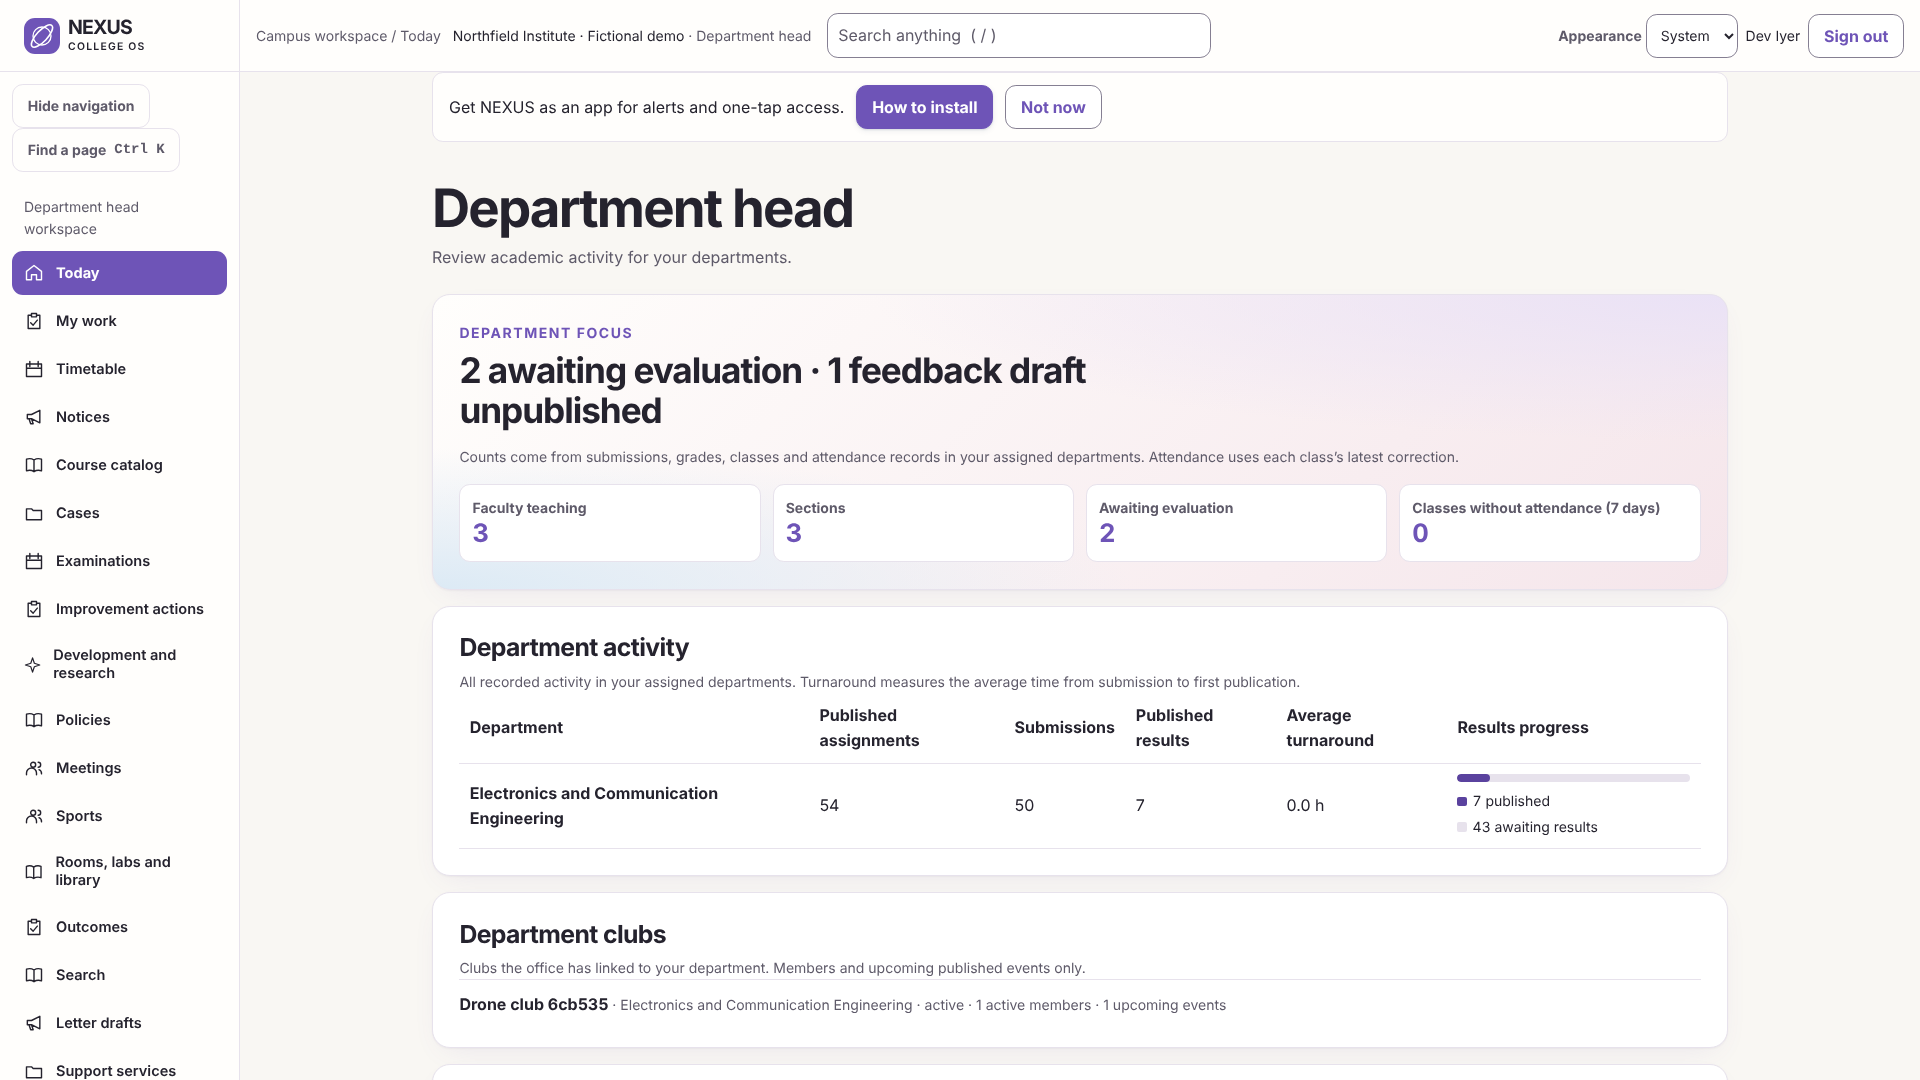 NEXUS
COLLEGE OS
Campus workspace / Today Northfield Institute · Fictional demo · Department head
Search anything ( / )
Appearance System Dev Iyer Sign out
Hide navigation
Find a page Ctrl K
Department head
workspace
Today
My work
Timetable
Notices
Course catalog
Cases
Examinations
Improvement actions
Development and
research
Policies
Meetings
Sports
Rooms, labs and
library
Outcomes
Search
Letter drafts
Support services
Get NEXUS as an app for alerts and one-tap access. How to install Not now
Department head
Review academic activity for your departments.
DEPARTMENT FOCUS
2 awaiting evaluation · 1 feedback draft
unpublished
Counts come from submissions, grades, classes and attendance records in your assigned departments. Attendance uses each class’s latest correction.
Faculty teaching
3
Sections
3
Awaiting evaluation
2
Classes without attendance (7 days)
0
Department activity
All recorded activity in your assigned departments. Turnaround measures the average time from submission to first publication.
Department
Published
assignments
Submissions
Published
results
Average
turnaround
Results progress
Electronics and Communication
Engineering
54
50
7
0.0 h
7 published
43 awaiting results
Department clubs
Clubs the office has linked to your department. Members and upcoming published events only.
Drone club 6cb535 · Electronics and Communication Engineering · active · 1 active members · 1 upcoming events